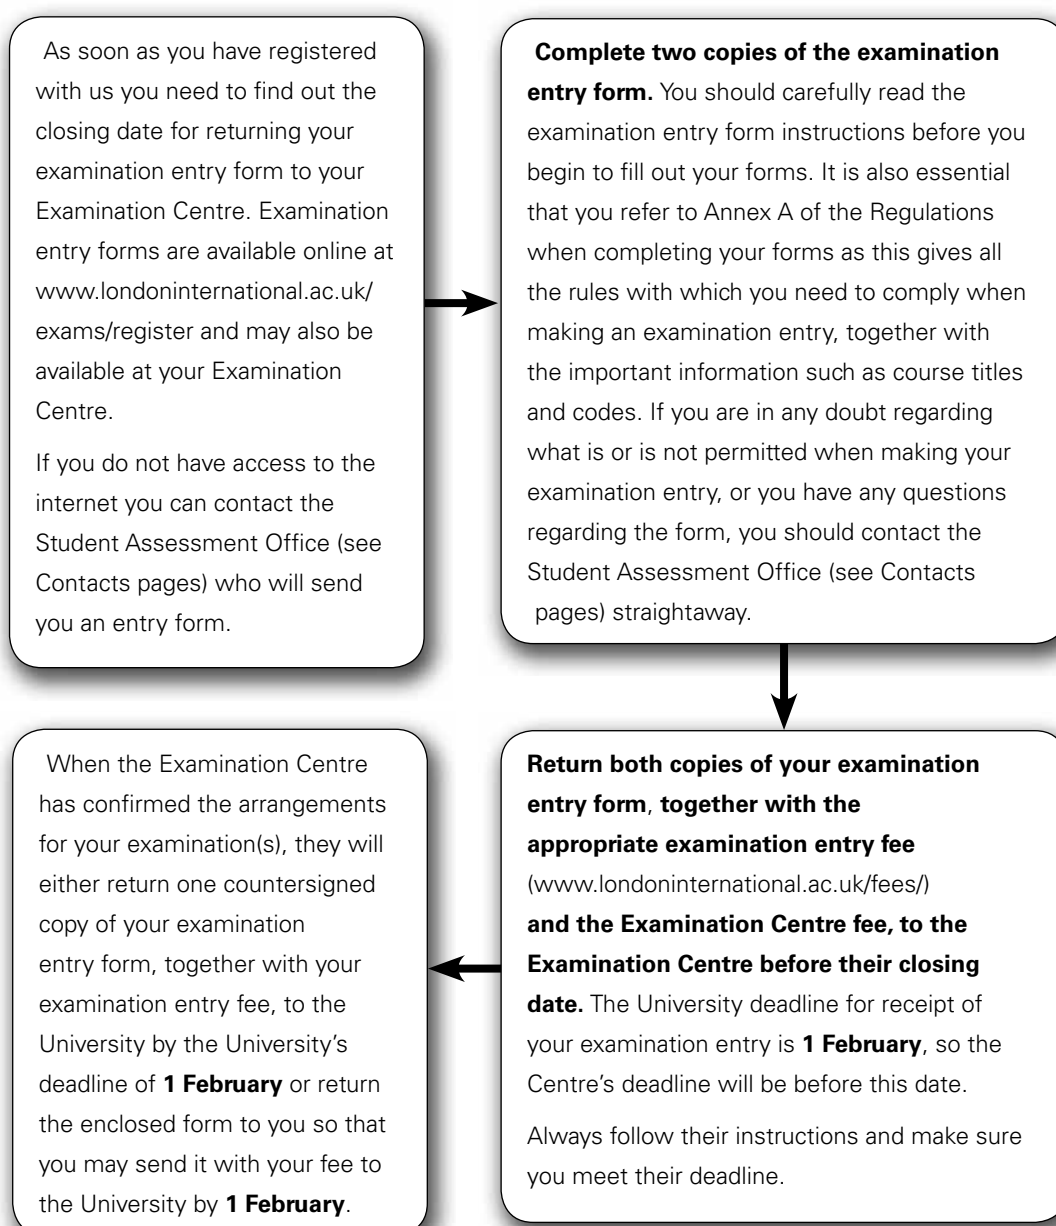 As soon as you have registered
with us you need to find out the
closing date for returning your
examination entry form to your
Examination Centre. Examination
entry forms are available online at
www.londoninternational.ac.uk/
exams/register and may also be
available at your Examination
Centre.
If you do not have access to the
internet you can contact the
Student Assessment Office (see
Contacts pages) who will send
you an entry form.
Complete two copies of the examination
entry form. You should carefully read the
examination entry form instructions before you
begin to fill out your forms. It is also essential
that you refer to Annex A of the Regulations
when completing your forms as this gives all
the rules with which you need to comply when
making an examination entry, together with
the important information such as course titles
and codes. If you are in any doubt regarding
what is or is not permitted when making your
examination entry, or you have any questions
regarding the form, you should contact the
Student Assessment Office (see Contacts
pages) straightaway.
Return both copies of your examination
entry form, together with the
appropriate examination entry fee
(www.londoninternational.ac.uk/fees/)
and the Examination Centre fee, to the
Examination Centre before their closing
date. The University deadline for receipt of
your examination entry is 1 February, so the
Centre's deadline will be before this date.
Always follow their instructions and make sure
you meet their deadline.
When the Examination Centre
has confirmed the arrangements
for your examination(s), they will
either return one countersigned
copy of your examination
entry form, together with your
examination entry fee, to the
University by the University's
deadline of 1 February or return
the enclosed form to you so that
you may send it with your fee to
the University by 1 February.